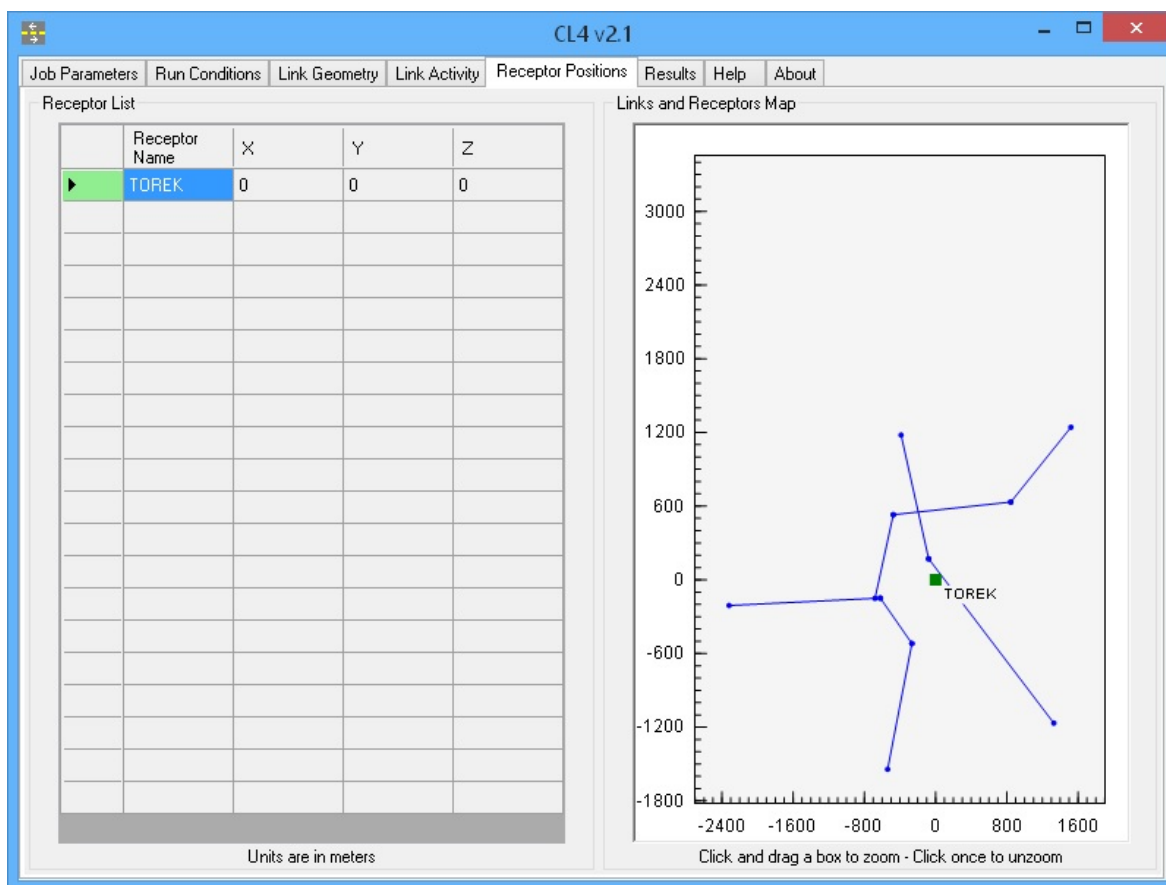 CL4 v2.1
Job Parameters Run Conditions Link Geometry Link Activity Receptor Positions Results Help About
Receptor List
Receptor Name X Y Z
TOREK 0 0 0
Units are in meters
Links and Receptors Map
3000
2400
1800
1200
600
0
-600
-1200
-1800
TOREK
-2400 -1600 -800 0 800 1600
Click and drag a box to zoom - Click once to unzoom